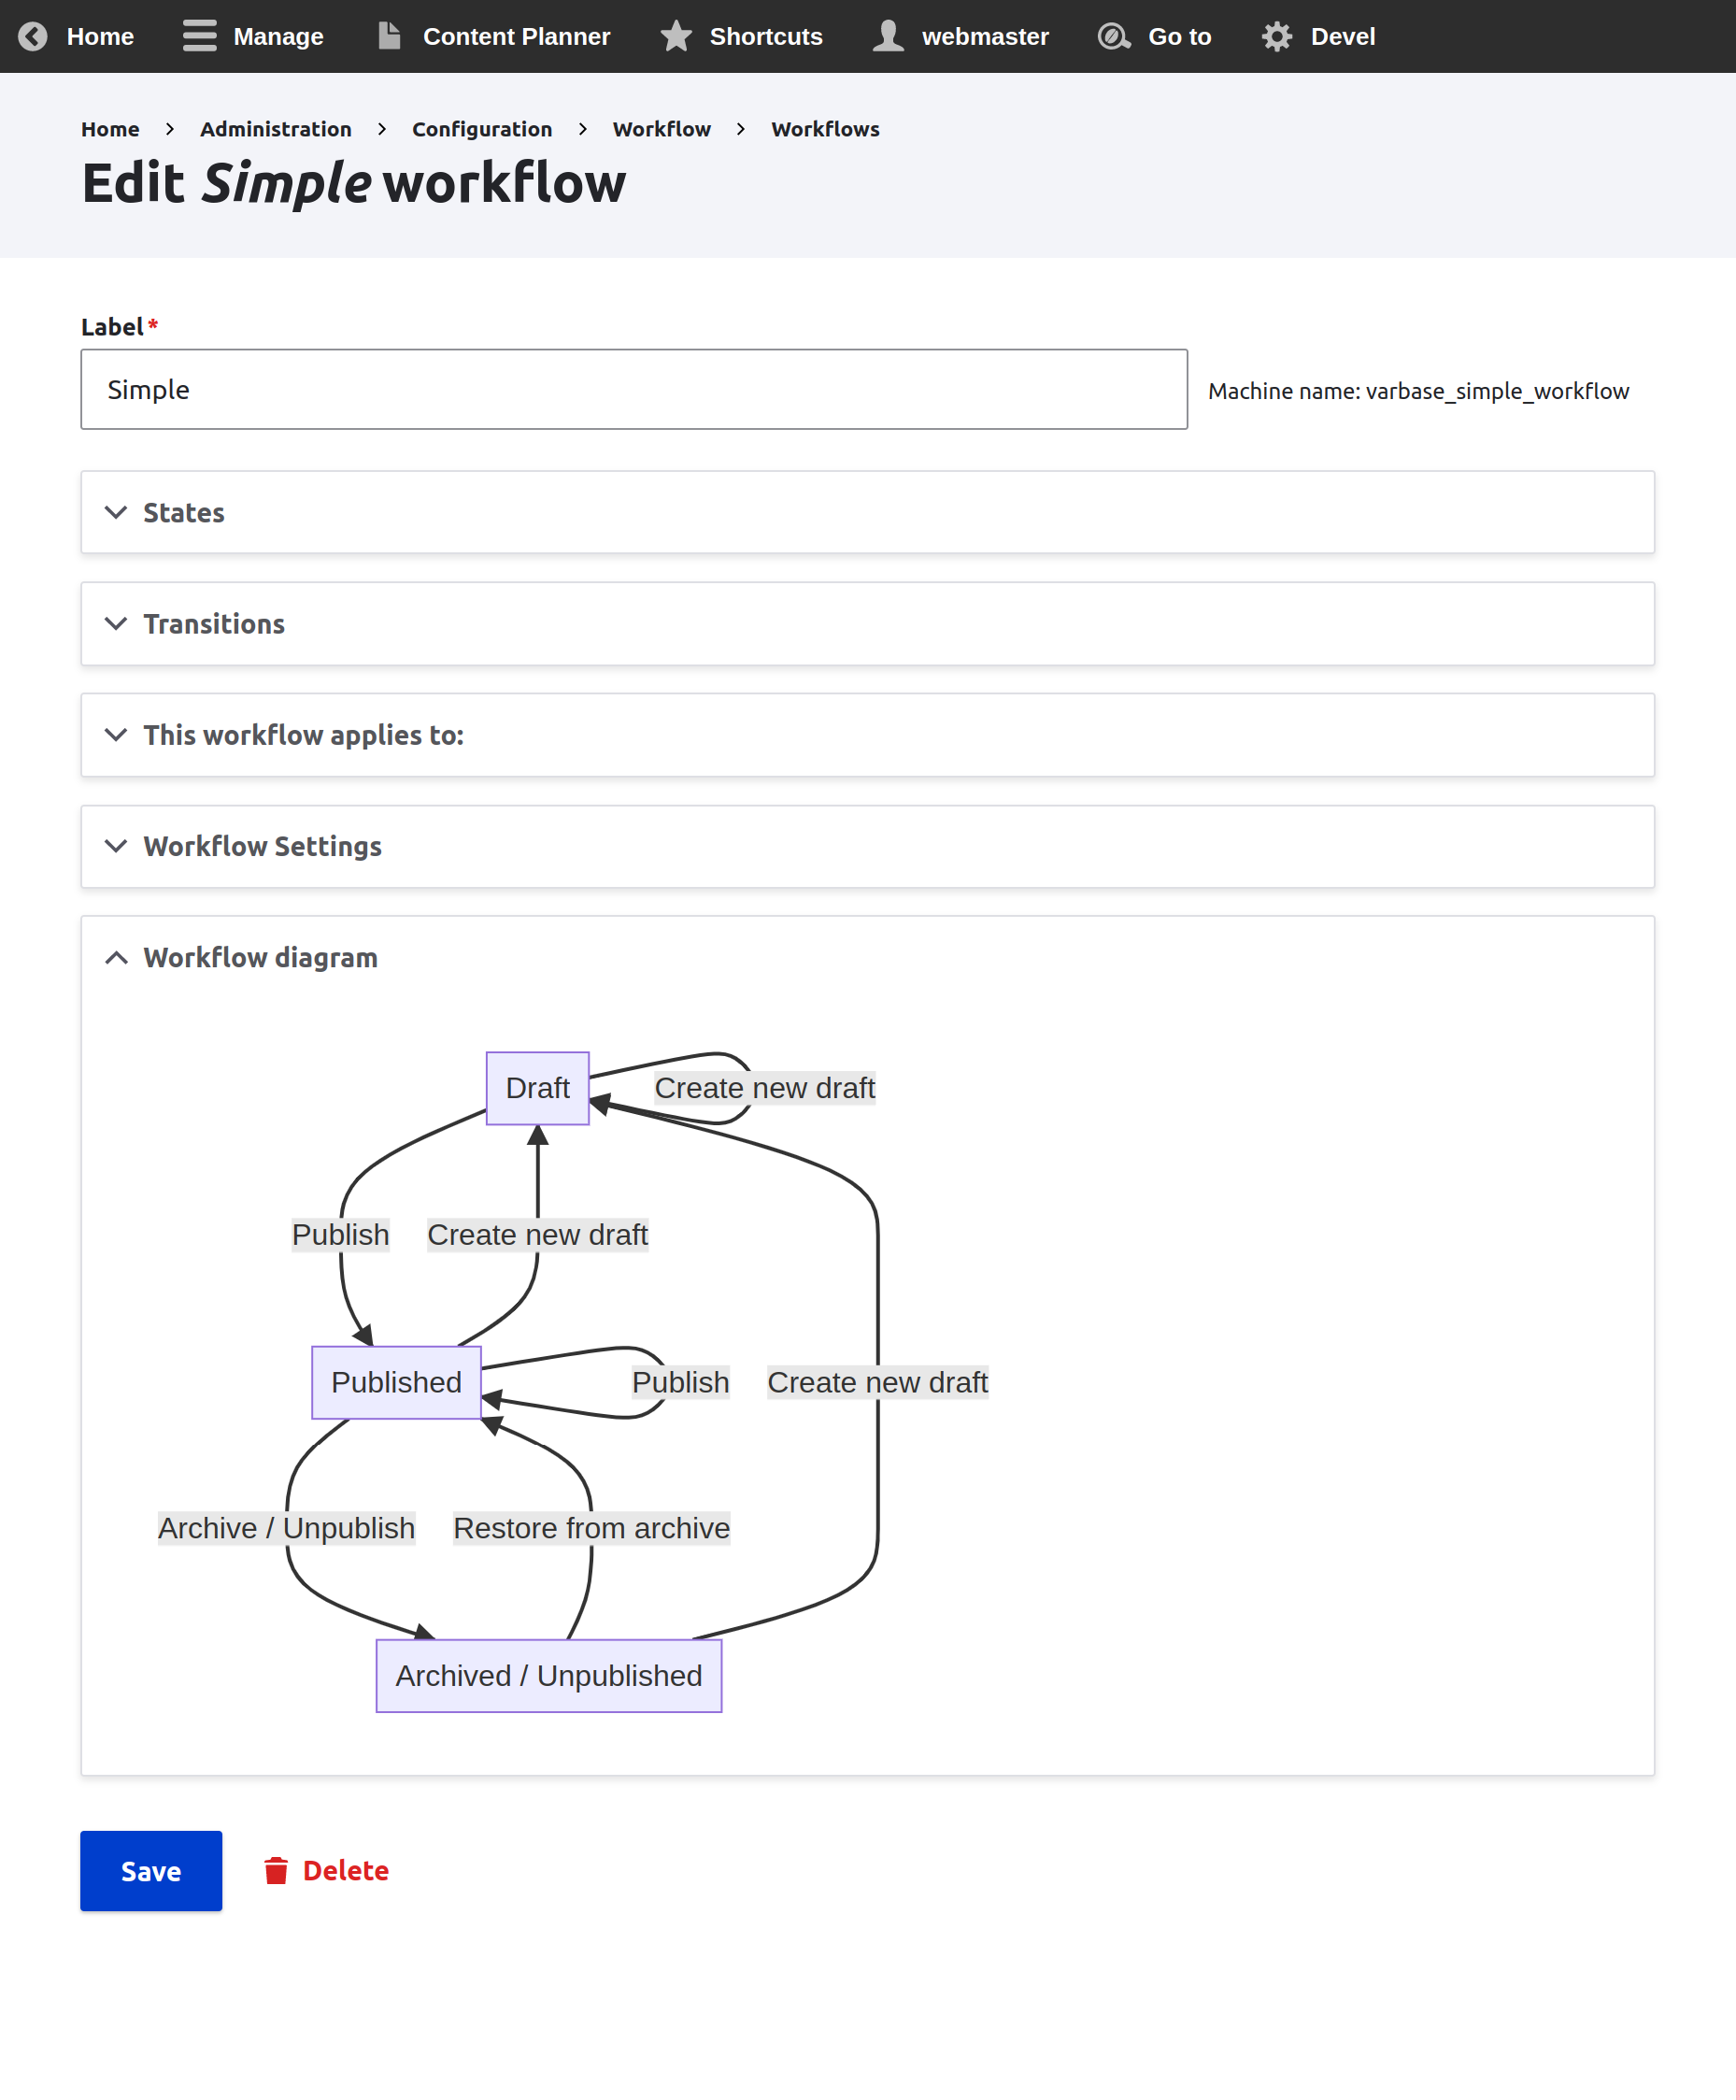 Home Manage Content Planner Shortcuts webmaster Go to Devel
Home > Administration > Configuration > Workflow > Workflows
Edit Simple workflow
Label*
Simple
Machine name: varbase_simple_workflow
States
Transitions
This workflow applies to:
Workflow Settings
Workflow diagram
Draft
Create new draft
Publish
Create new draft
Published
Publish
Create new draft
Archive / Unpublish
Restore from archive
Archived / Unpublished
Save
Delete